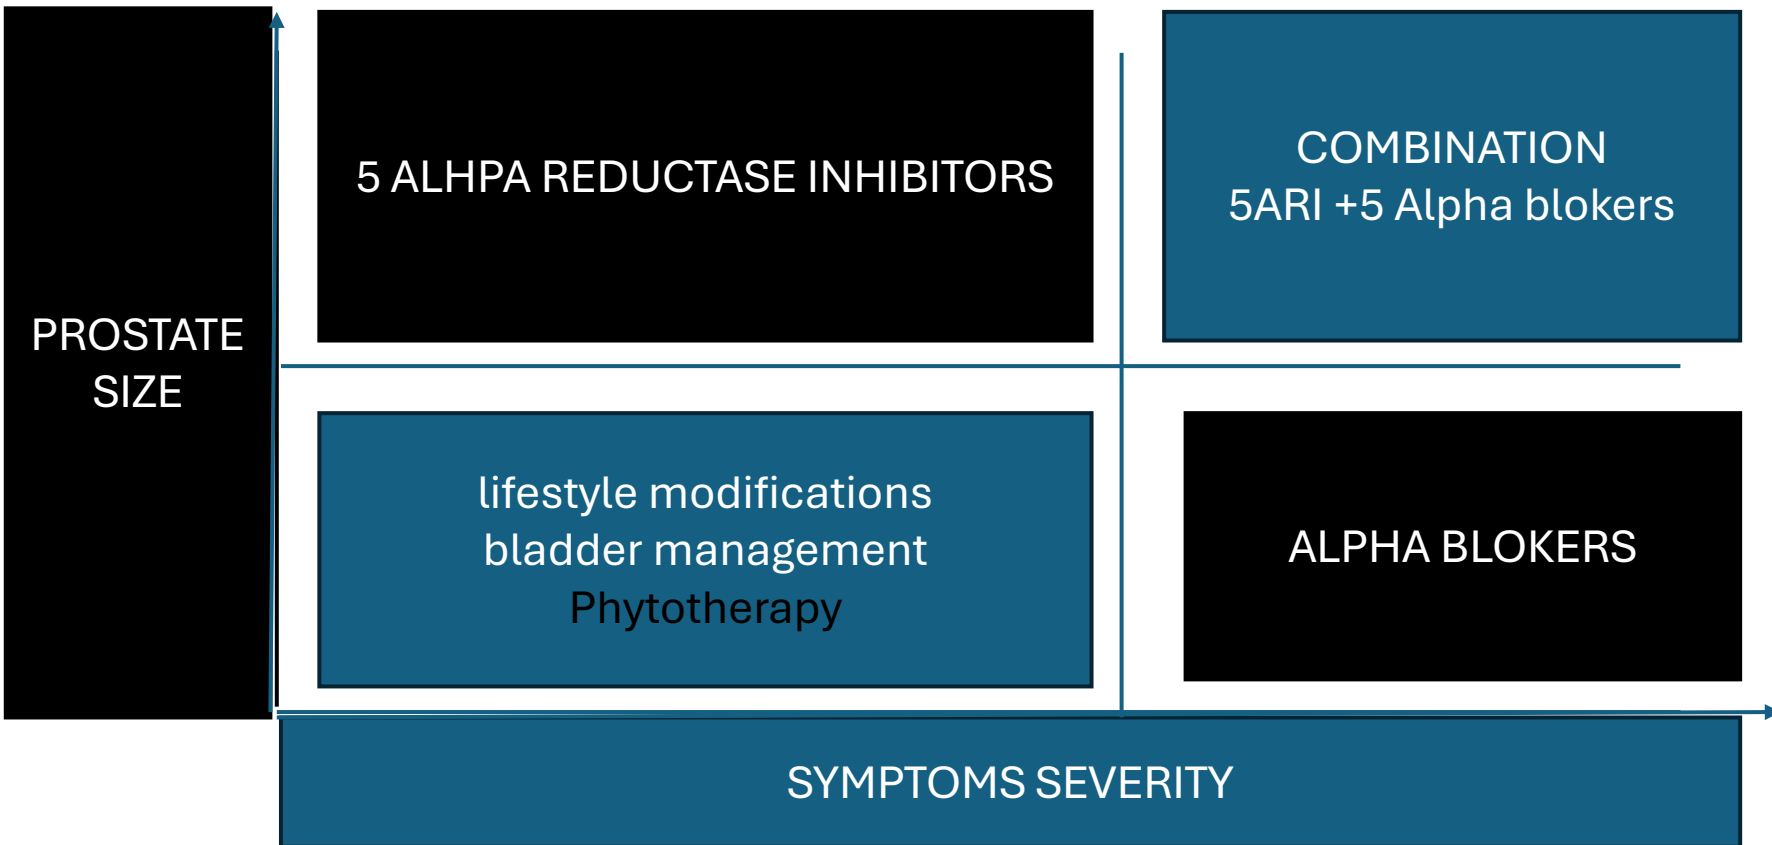 5 ALHPA REDUCTASE INHIBITORS
COMBINATION
5ARI +5 Alpha blokers
PROSTATE
SIZE
lifestyle modifications
bladder management
Phytotherapy
ALPHA BLOKERS
SYMPTOMS SEVERITY